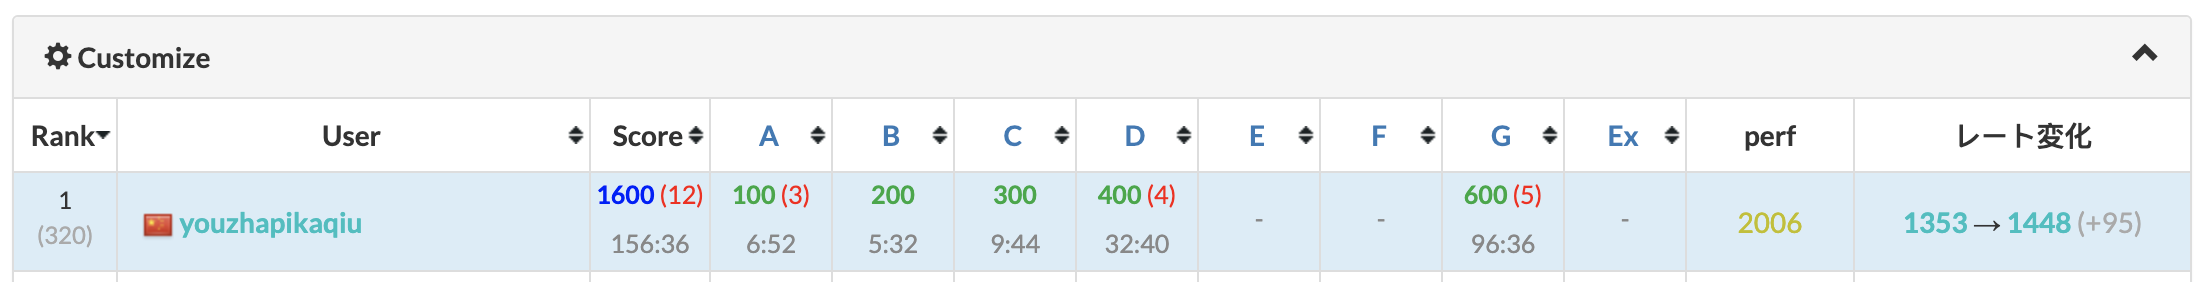 Customize
Rank User Score A B C D E F G Ex perf レート変化
1 1600 (12) 100 (3) 200 300 400 (4) 600 (5)
(320) youzhapikaqiu - - - 2006 1353 → 1448 (+95)
156:36 6:52 5:32 9:44 32:40 96:36